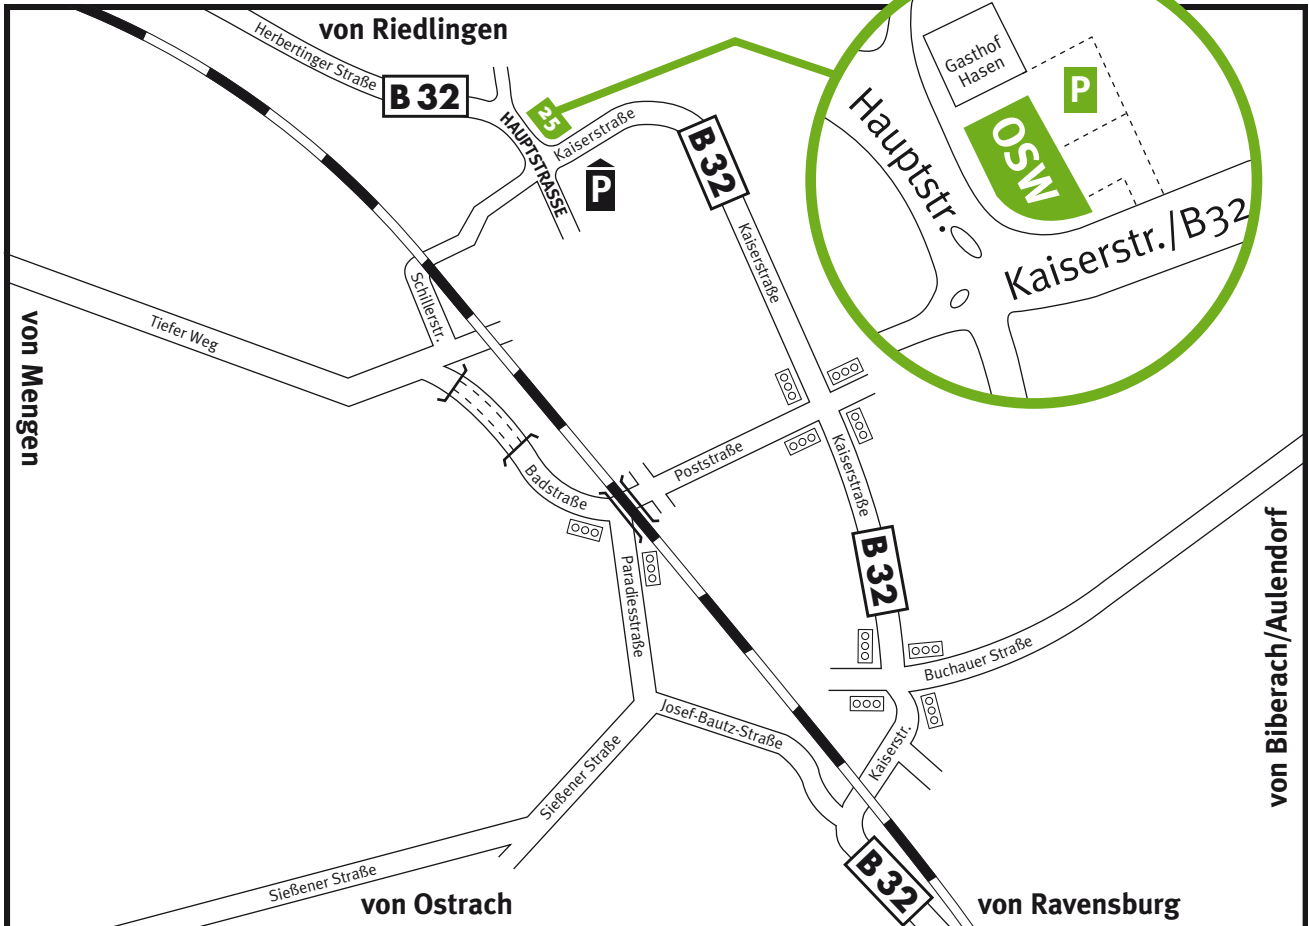 von Riedlingen
Herbertinger Straße
B 32
HAUPTSTRASSE
25
Kaiserstraße
P
B 32
Kaiserstraße
Gasthof
Hasen
P
OSW
Hauptstr.
Kaiserstr./B32
von Mengen
Tiefer Weg
Schillerstr.
Badstraße
Poststraße
Kaiserstraße
B 32
Paradiesstraße
Buchauer Straße
von Biberach/Aulendorf
Josef-Bautz-Straße
Kaiserstr.
Sießener Straße
Sießener Straße
B 32
von Ostrach
von Ravensburg